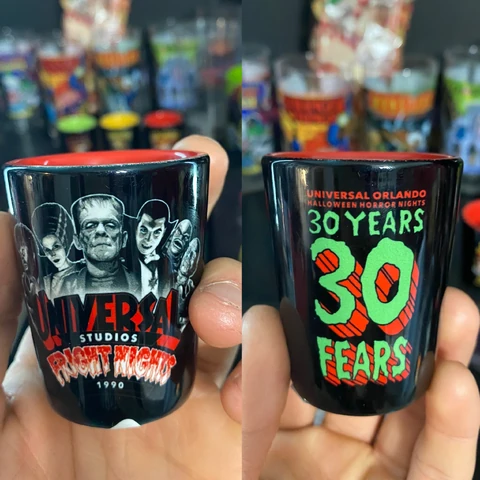 UNIVERSAL
STUDIOS
FRIGHT NIGHTS
1990
UNIVERSAL ORLANDO
HALLOWEEN HORROR NIGHTS
30 YEARS
30
FEARS